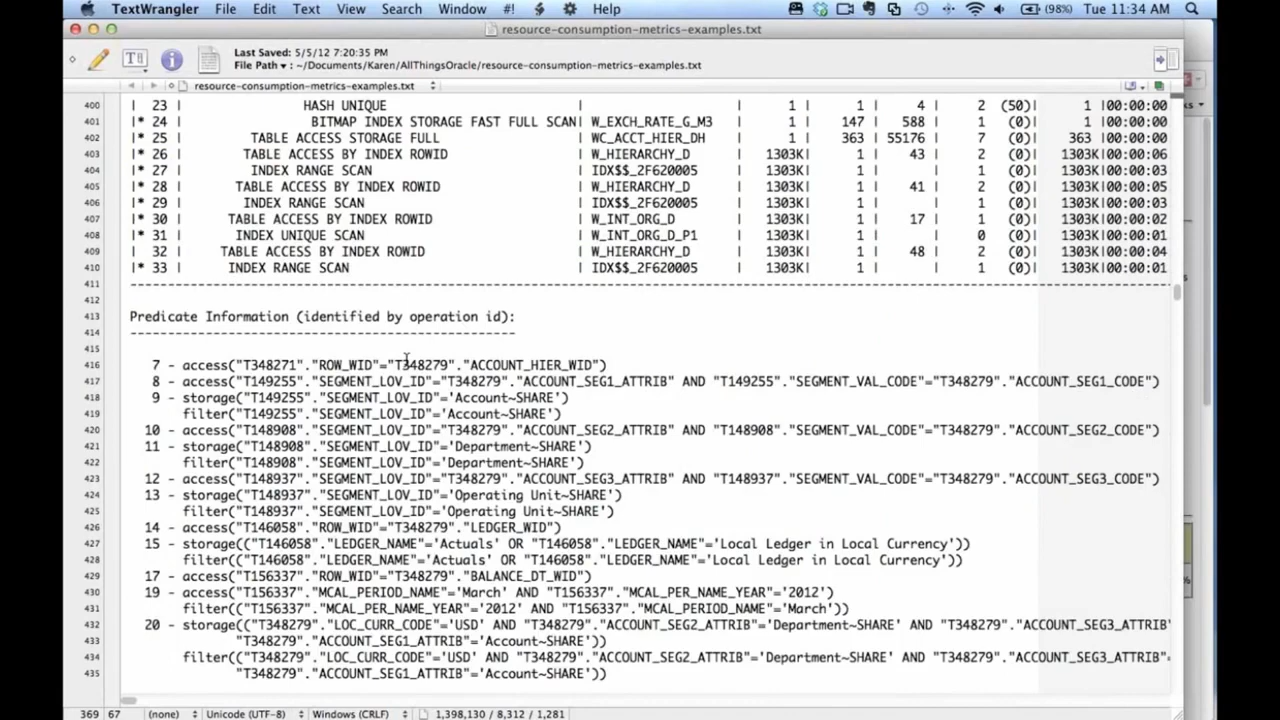 TextWrangler File Edit Text View Search Window #! Help (98%) Tue 11:34 AM
resource-consumption-metrics-examples.txt
Last Saved: 5/5/12 7:20:35 PM
File Path ▾ : ~/Documents/Karen/AllThingsOracle/resource-consumption-metrics-examples.txt
resource-consumption-metrics-examples.txt
400 | 23 | HASH UNIQUE | | 1 | 1 | 4 | 2 (50)| 1 |00:00:00
401 |* 24 | BITMAP INDEX STORAGE FAST FULL SCAN| W_EXCH_RATE_G_M3 | 1 | 147 | 588 | 1 (0)| 1 |00:00:00
402 |* 25 | TABLE ACCESS STORAGE FULL | WC_ACCT_HIER_DH | 1 | 363 | 55176 | 7 (0)| 363 |00:00:00
403 |* 26 | TABLE ACCESS BY INDEX ROWID | W_HIERARCHY_D | 1303K| 1 | 43 | 2 (0)| 1303K|00:00:06
404 |* 27 | INDEX RANGE SCAN | IDX$$_2F620005 | 1303K| 1 | | 1 (0)| 1303K|00:00:03
405 |* 28 | TABLE ACCESS BY INDEX ROWID | W_HIERARCHY_D | 1303K| 1 | 41 | 2 (0)| 1303K|00:00:05
406 |* 29 | INDEX RANGE SCAN | IDX$$_2F620005 | 1303K| 1 | | 1 (0)| 1303K|00:00:03
407 |* 30 | TABLE ACCESS BY INDEX ROWID | W_INT_ORG_D | 1303K| 1 | 17 | 1 (0)| 1303K|00:00:02
408 |* 31 | INDEX UNIQUE SCAN | W_INT_ORG_D_P1 | 1303K| 1 | | 0 (0)| 1303K|00:00:01
409 | 32 | TABLE ACCESS BY INDEX ROWID | W_HIERARCHY_D | 1303K| 1 | 48 | 2 (0)| 1303K|00:00:04
410 |* 33 | INDEX RANGE SCAN | IDX$$_2F620005 | 1303K| 1 | | 1 (0)| 1303K|00:00:01
411 ----------------------------------------------------------------
412
413 Predicate Information (identified by operation id):
414 ---------------------------------------------------
415
416 7 - access("T348271"."ROW_WID"="T348279"."ACCOUNT_HIER_WID")
417 8 - access("T149255"."SEGMENT_LOV_ID"="T348279"."ACCOUNT_SEG1_ATTRIB" AND "T149255"."SEGMENT_VAL_CODE"="T348279"."ACCOUNT_SEG1_CODE")
418 9 - storage("T149255"."SEGMENT_LOV_ID"='Account~SHARE')
419 filter("T149255"."SEGMENT_LOV_ID"='Account~SHARE')
420 10 - access("T148908"."SEGMENT_LOV_ID"="T348279"."ACCOUNT_SEG2_ATTRIB" AND "T148908"."SEGMENT_VAL_CODE"="T348279"."ACCOUNT_SEG2_CODE")
421 11 - storage("T148908"."SEGMENT_LOV_ID"='Department~SHARE')
422 filter("T148908"."SEGMENT_LOV_ID"='Department~SHARE')
423 12 - access("T148937"."SEGMENT_LOV_ID"="T348279"."ACCOUNT_SEG3_ATTRIB" AND "T148937"."SEGMENT_VAL_CODE"="T348279"."ACCOUNT_SEG3_CODE")
424 13 - storage("T148937"."SEGMENT_LOV_ID"='Operating Unit~SHARE')
425 filter("T148937"."SEGMENT_LOV_ID"='Operating Unit~SHARE')
426 14 - access("T146058"."ROW_WID"="T348279"."LEDGER_WID")
427 15 - storage(("T146058"."LEDGER_NAME"='Actuals' OR "T146058"."LEDGER_NAME"='Local Ledger in Local Currency'))
428 filter(("T146058"."LEDGER_NAME"='Actuals' OR "T146058"."LEDGER_NAME"='Local Ledger in Local Currency'))
429 17 - access("T156337"."ROW_WID"="T348279"."BALANCE_DT_WID")
430 19 - access("T156337"."MCAL_PERIOD_NAME"='March' AND "T156337"."MCAL_PER_NAME_YEAR"='2012')
431 filter(("T156337"."MCAL_PER_NAME_YEAR"='2012' AND "T156337"."MCAL_PERIOD_NAME"='March'))
432 20 - storage(("T348279"."LOC_CURR_CODE"='USD' AND "T348279"."ACCOUNT_SEG2_ATTRIB"='Department~SHARE' AND "T348279"."ACCOUNT_SEG3_ATTRIB"
433 "T348279"."ACCOUNT_SEG1_ATTRIB"='Account~SHARE'))
434 filter(("T348279"."LOC_CURR_CODE"='USD' AND "T348279"."ACCOUNT_SEG2_ATTRIB"='Department~SHARE' AND "T348279"."ACCOUNT_SEG3_ATTRIB"=
435 "T348279"."ACCOUNT_SEG1_ATTRIB"='Account~SHARE'))
369 67 (none) Unicode (UTF-8) Windows (CRLF) 1,398,130 / 8,312 / 1,281